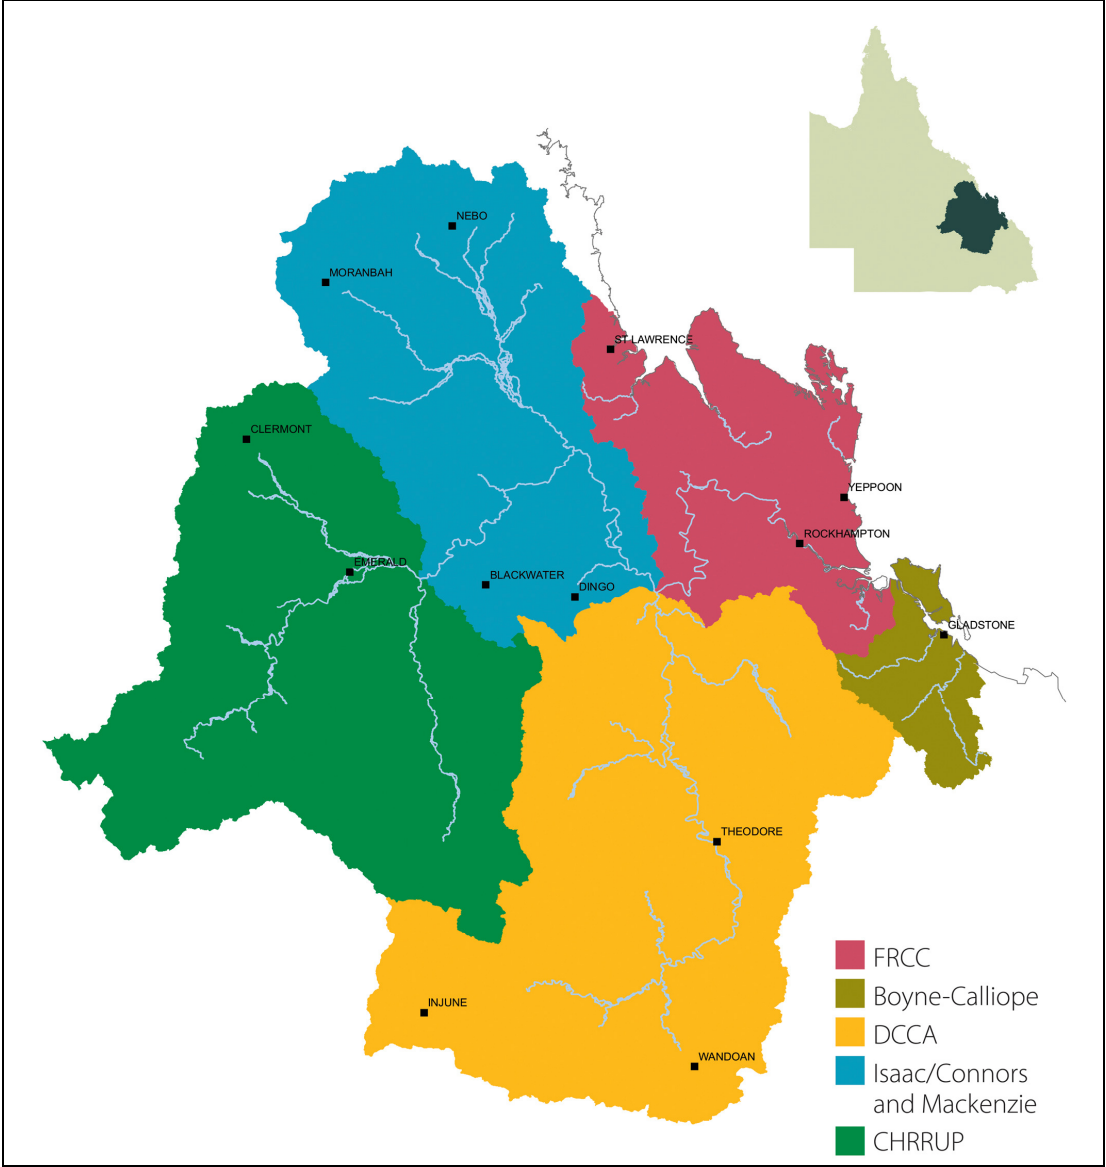 NEBO
MORANBAH
ST LAWRENCE
CLERMONT
YEPPOON
ROCKHAMPTON
EMERALD
BLACKWATER
DINGO
GLADSTONE
THEODORE
INJUNE
WANDOAN
FRCC
Boyne-Calliope
DCCA
Isaac/Connors
and Mackenzie
CHRRUP